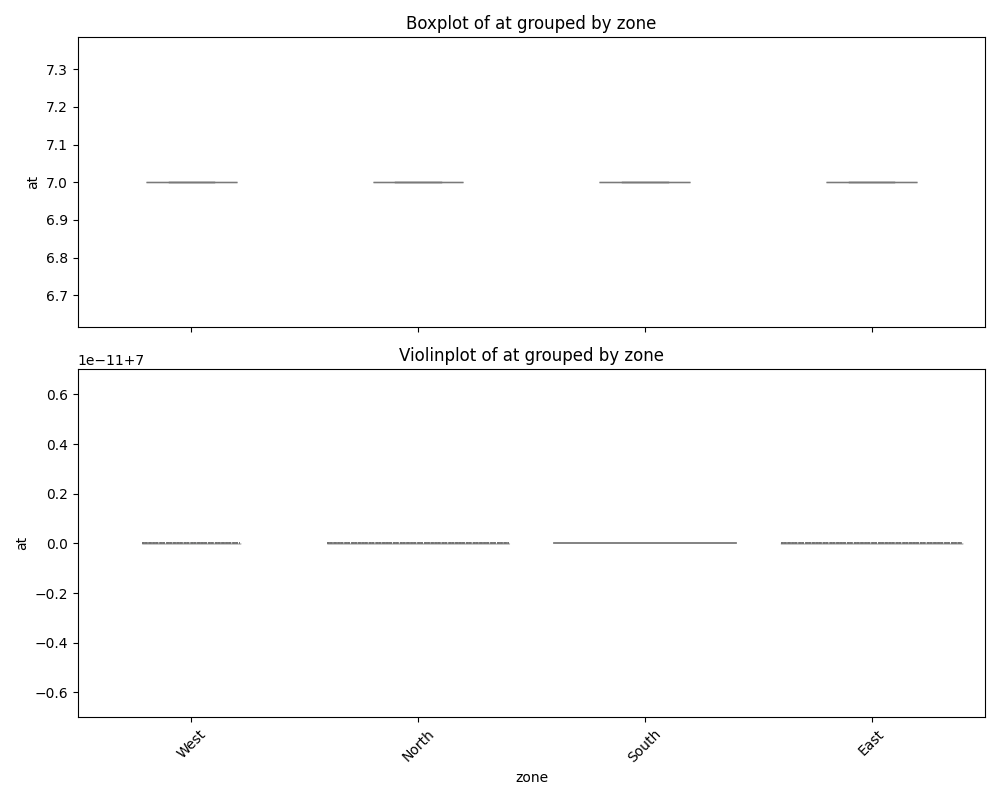 Boxplot of at grouped by zone
7.3
7.2
7.1
7.0
6.9
6.8
6.7
at
Violinplot of at grouped by zone
1e−11+7
0.6
0.4
0.2
0.0
−0.2
−0.4
−0.6
at
West
North
South
East
zone